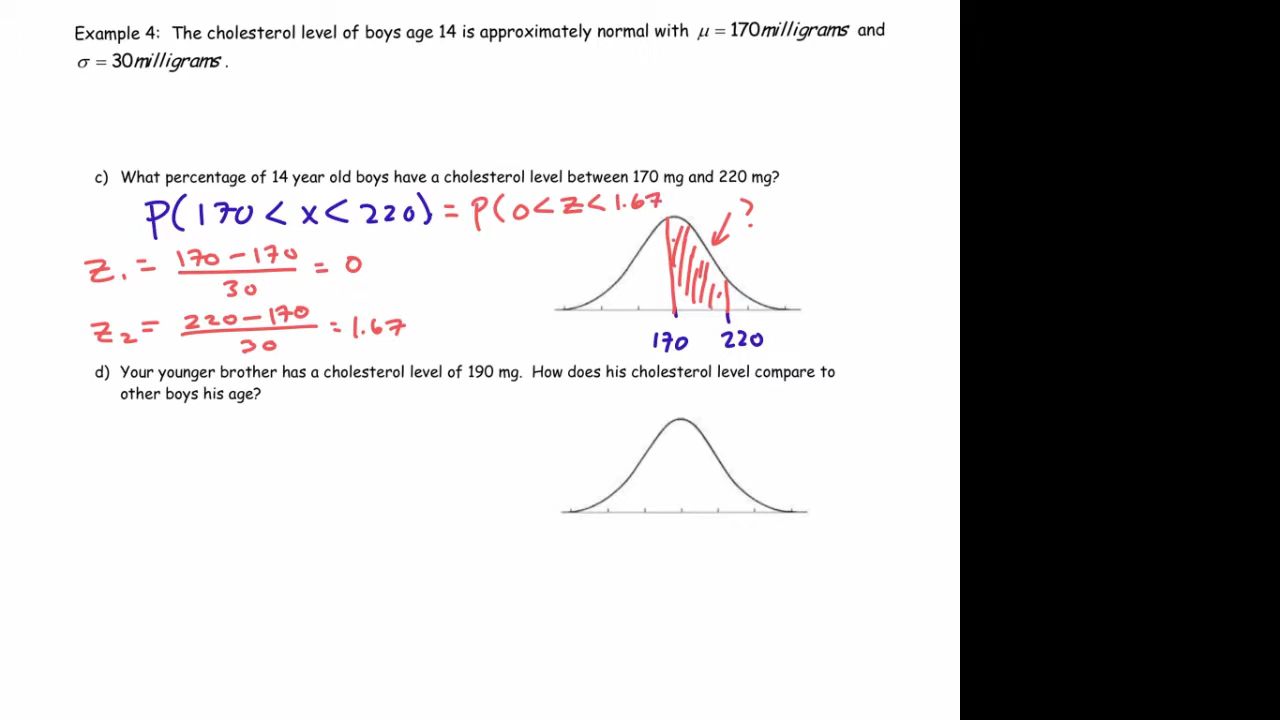 Example 4: The cholesterol level of boys age 14 is approximately normal with μ = 170 milligrams and
σ = 30 milligrams.
c) What percentage of 14 year old boys have a cholesterol level between 170 mg and 220 mg?
P(170 < x < 220) = P(0 < z < 1.67
?
z₁ = (170 − 170)/30 = 0
z₂ = (220 − 170)/30 = 1.67
170 220
d) Your younger brother has a cholesterol level of 190 mg. How does his cholesterol level compare to
other boys his age?